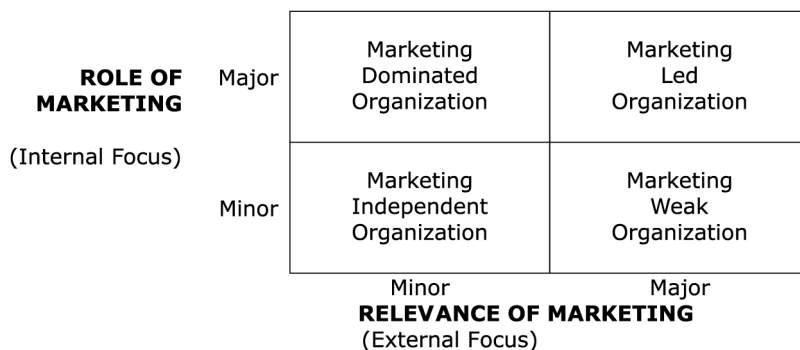 Marketing
Dominated
Organization
Marketing
Led
Organization
ROLE OF
MARKETING
Major
(Internal Focus)
Minor
Marketing
Independent
Organization
Marketing
Weak
Organization
Minor
Major
RELEVANCE OF MARKETING
(External Focus)